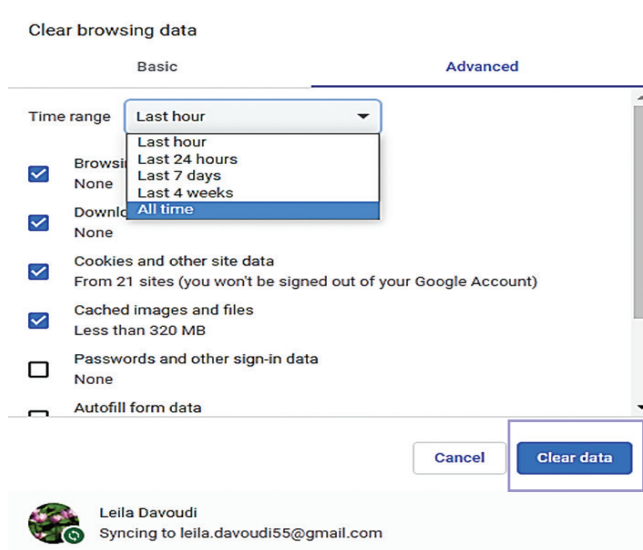 Clear browsing data
Basic Advanced
Time range Last hour
Last hour
Last 24 hours
Last 7 days
Last 4 weeks
All time
Browsi
None
Downlo
None
Cookies and other site data
From 21 sites (you won't be signed out of your Google Account)
Cached images and files
Less than 320 MB
Passwords and other sign-in data
None
Autofill form data
Cancel Clear data
Leila Davoudi
Syncing to leila.davoudi55@gmail.com